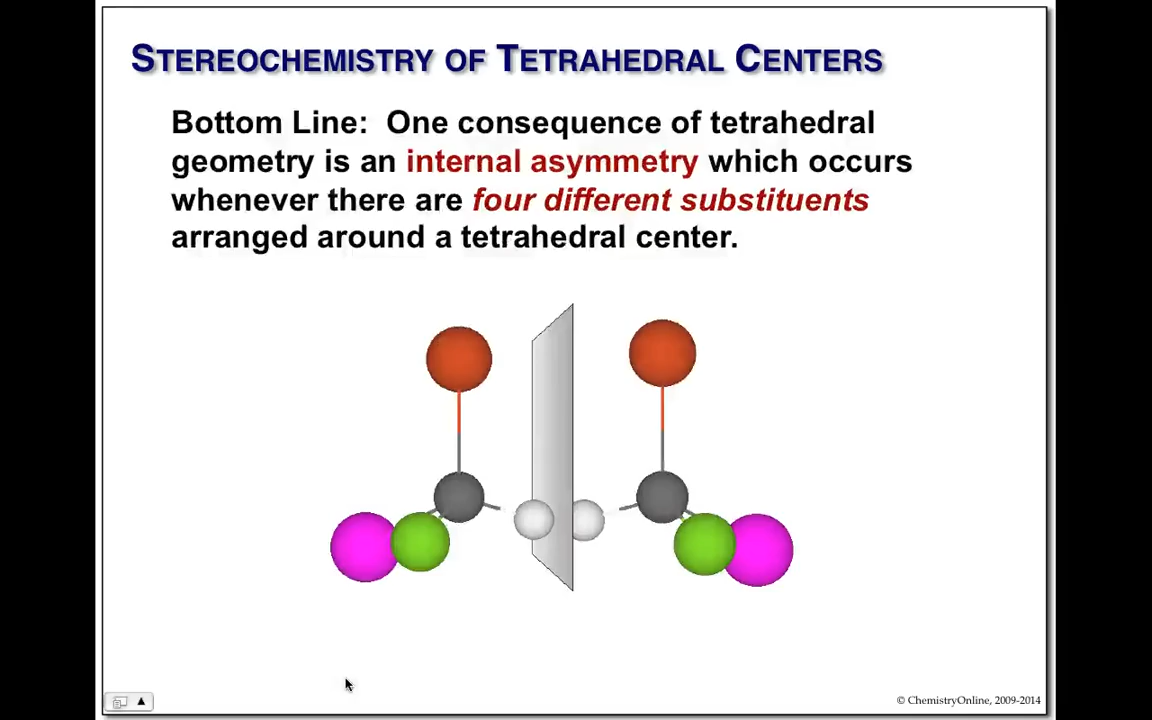 STEREOCHEMISTRY OF TETRAHEDRAL CENTERS
Bottom Line: One consequence of tetrahedral
geometry is an internal asymmetry which occurs
whenever there are four different substituents
arranged around a tetrahedral center.
© ChemistryOnline, 2009-2014